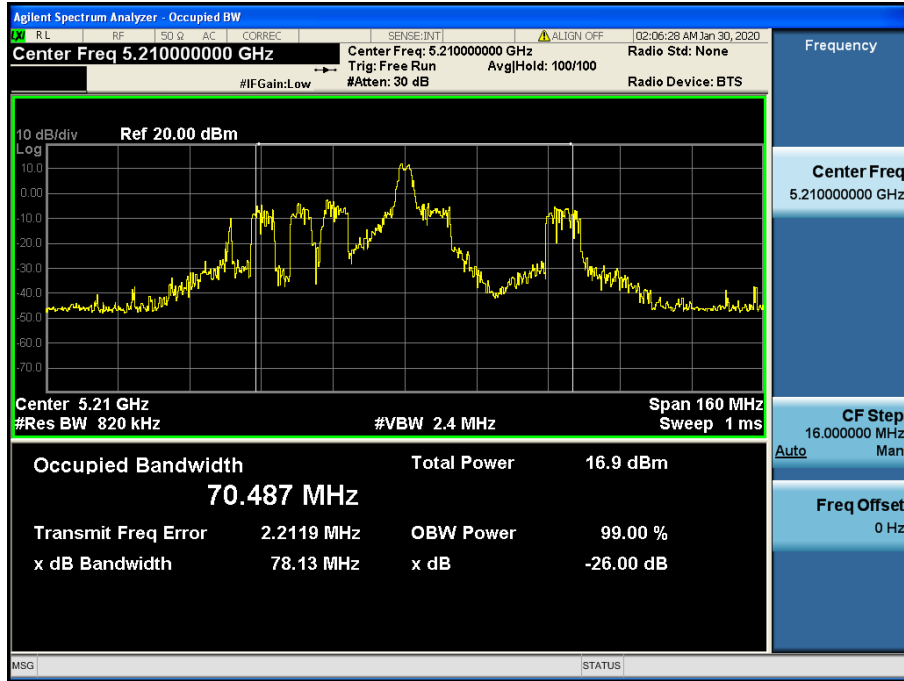 Agilent Spectrum Analyzer - Occupied BW
LXI RL RF 50 Ω AC CORREC SENSE:INT ALIGN OFF 02:06:28 AM Jan 30, 2020
Center Freq 5.210000000 GHz
Center Freq: 5.210000000 GHz Radio Std: None
Trig: Free Run Avg|Hold: 100/100
#IFGain:Low #Atten: 30 dB Radio Device: BTS
10 dB/div Ref 20.00 dBm
Log
10.0
0.00
-10.0
-20.0
-30.0
-40.0
-50.0
-60.0
-70.0
Center 5.21 GHz Span 160 MHz
#Res BW 820 kHz #VBW 2.4 MHz Sweep 1 ms
Occupied Bandwidth Total Power 16.9 dBm
70.487 MHz
Transmit Freq Error 2.2119 MHz OBW Power 99.00 %
x dB Bandwidth 78.13 MHz x dB -26.00 dB
Frequency
Center Freq
5.210000000 GHz
CF Step
16.000000 MHz
Auto Man
Freq Offset
0 Hz
MSG STATUS